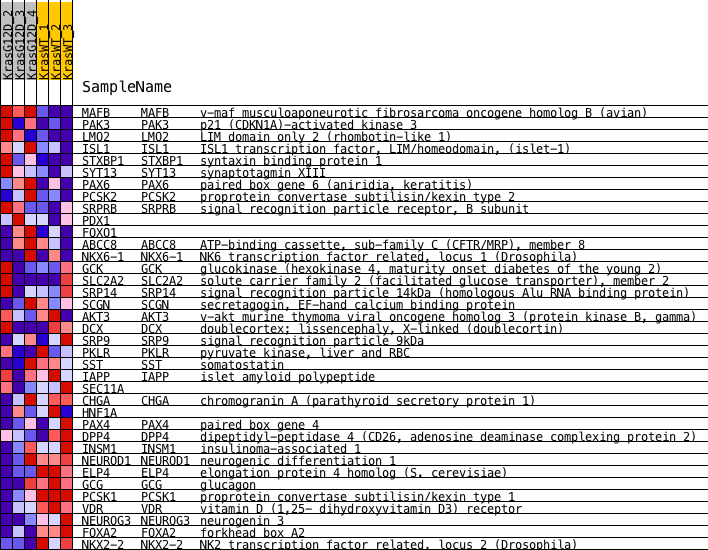 KrasG12D_2
KrasG12D_3
KrasG12D_4
KrasWT_1
KrasWT_2
KrasWT_3
SampleName
MAFB MAFB v-maf musculoaponeurotic fibrosarcoma oncogene homolog B (avian)
PAK3 PAK3 p21 (CDKN1A)-activated kinase 3
LMO2 LMO2 LIM domain only 2 (rhombotin-like 1)
ISL1 ISL1 ISL1 transcription factor, LIM/homeodomain, (islet-1)
STXBP1 STXBP1 syntaxin binding protein 1
SYT13 SYT13 synaptotagmin XIII
PAX6 PAX6 paired box gene 6 (aniridia, keratitis)
PCSK2 PCSK2 proprotein convertase subtilisin/kexin type 2
SRPRB SRPRB signal recognition particle receptor, B subunit
PDX1
FOXO1
ABCC8 ABCC8 ATP-binding cassette, sub-family C (CFTR/MRP), member 8
NKX6-1 NKX6-1 NK6 transcription factor related, locus 1 (Drosophila)
GCK GCK glucokinase (hexokinase 4, maturity onset diabetes of the young 2)
SLC2A2 SLC2A2 solute carrier family 2 (facilitated glucose transporter), member 2
SRP14 SRP14 signal recognition particle 14kDa (homologous Alu RNA binding protein)
SCGN SCGN secretagogin, EF-hand calcium binding protein
AKT3 AKT3 v-akt murine thymoma viral oncogene homolog 3 (protein kinase B, gamma)
DCX DCX doublecortex; lissencephaly, X-linked (doublecortin)
SRP9 SRP9 signal recognition particle 9kDa
PKLR PKLR pyruvate kinase, liver and RBC
SST SST somatostatin
IAPP IAPP islet amyloid polypeptide
SEC11A
CHGA CHGA chromogranin A (parathyroid secretory protein 1)
HNF1A
PAX4 PAX4 paired box gene 4
DPP4 DPP4 dipeptidyl-peptidase 4 (CD26, adenosine deaminase complexing protein 2)
INSM1 INSM1 insulinoma-associated 1
NEUROD1 NEUROD1 neurogenic differentiation 1
ELP4 ELP4 elongation protein 4 homolog (S. cerevisiae)
GCG GCG glucagon
PCSK1 PCSK1 proprotein convertase subtilisin/kexin type 1
VDR VDR vitamin D (1,25- dihydroxyvitamin D3) receptor
NEUROG3 NEUROG3 neurogenin 3
FOXA2 FOXA2 forkhead box A2
NKX2-2 NKX2-2 NK2 transcription factor related, locus 2 (Drosophila)